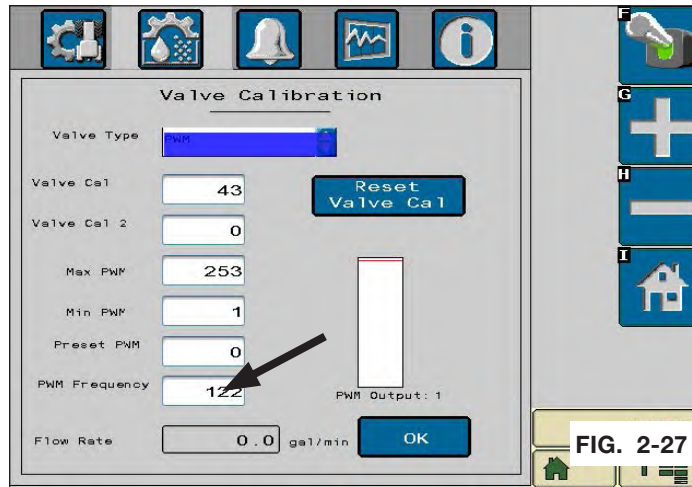 Valve Calibration
Valve Type PWM
Valve Cal 43
Reset
Valve Cal
Valve Cal 2 0
Max PWM 253
Min PWM 1
Preset PWM 0
PWM Frequency 122
PWM Output: 1
Flow Rate 0.0 gal/min OK
F
G
H
I
FIG. 2-27